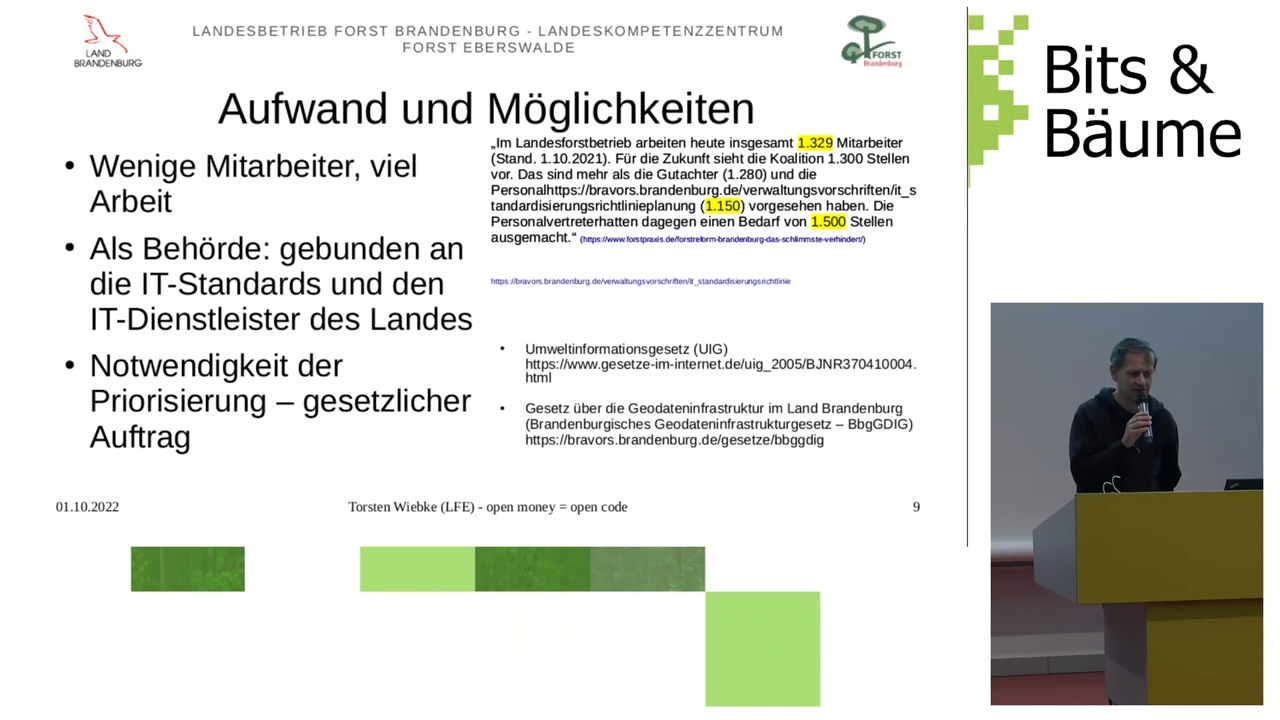 LANDESBETRIEB FORST BRANDENBURG - LANDESKOMPETENZZENTRUM
FORST EBERSWALDE
LAND
BRANDENBURG
FORST
Brandenburg
Bits &
Bäume
Aufwand und Möglichkeiten
• Wenige Mitarbeiter, viel
Arbeit
• Als Behörde: gebunden an
die IT-Standards und den
IT-Dienstleister des Landes
• Notwendigkeit der
Priorisierung – gesetzlicher
Auftrag
„Im Landesforstbetrieb arbeiten heute insgesamt 1.329 Mitarbeiter
(Stand. 1.10.2021). Für die Zukunft sieht die Koalition 1.300 Stellen
vor. Das sind mehr als die Gutachter (1.280) und die
Personalhttps://bravors.brandenburg.de/verwaltungsvorschriften/it_s
tandardisierungsrichtlinieplanung (1.150) vorgesehen haben. Die
Personalvertreterhatten dagegen einen Bedarf von 1.500 Stellen
ausgemacht.“ (https://www.forstpraxis.de/forstreform-brandenburg-das-schlimmste-verhindert/)
https://bravors.brandenburg.de/verwaltungsvorschriften/it_standardisierungsrichtlinie
• Umweltinformationsgesetz (UIG)
https://www.gesetze-im-internet.de/uig_2005/BJNR370410004.
html
• Gesetz über die Geodateninfrastruktur im Land Brandenburg
(Brandenburgisches Geodateninfrastrukturgesetz – BbgGDIG)
https://bravors.brandenburg.de/gesetze/bbggdig
01.10.2022
Torsten Wiebke (LFE) - open money = open code
9